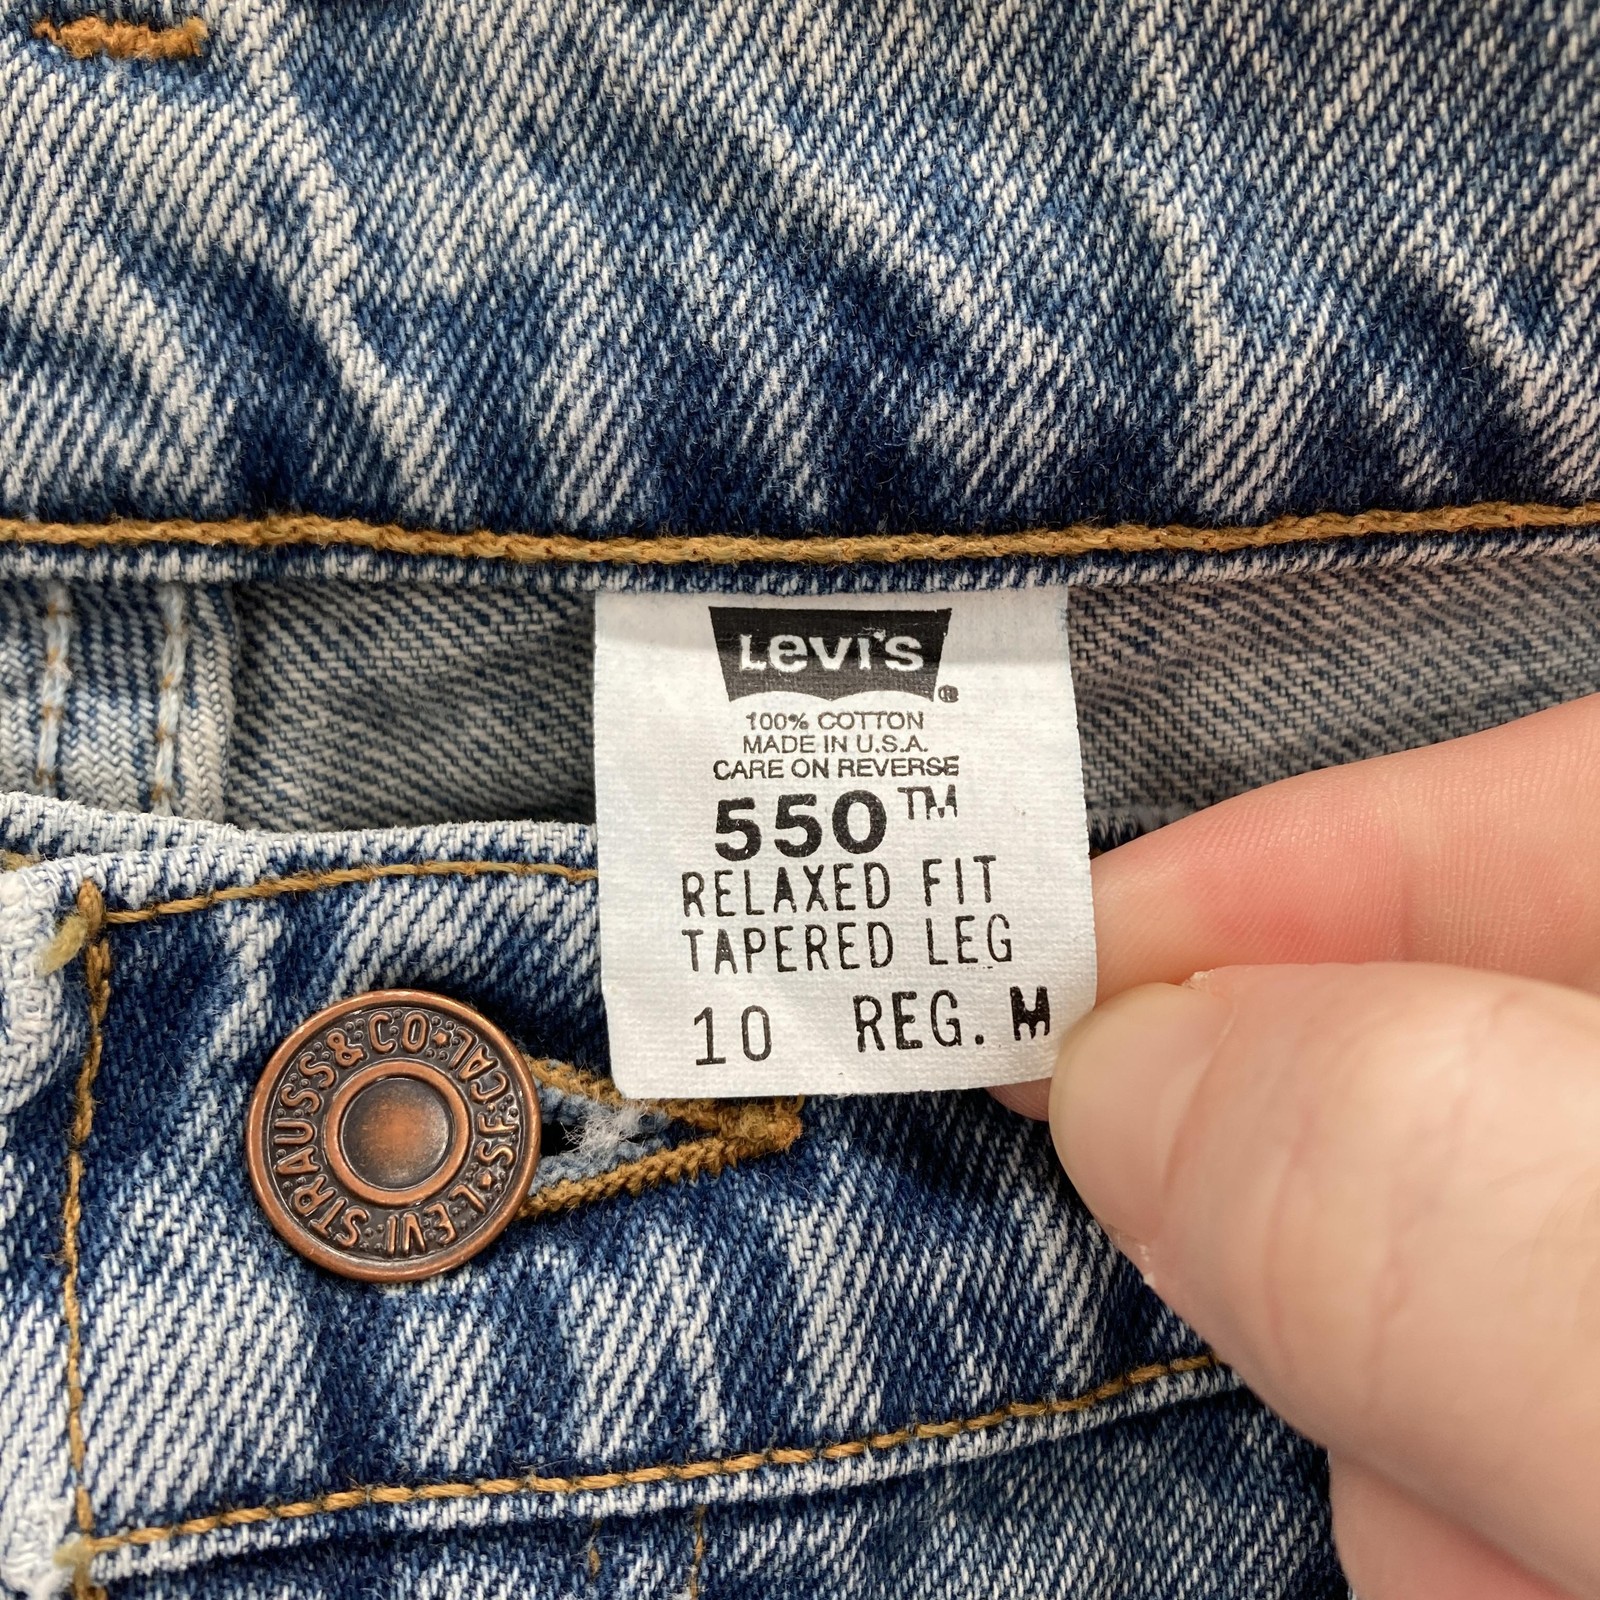 Levi's
®
100% COTTON
MADE IN U.S.A.
CARE ON REVERSE
550™
RELAXED FIT
TAPERED LEG
10 REG. M
LEVI STRAUSS & CO. S.F. CAL.